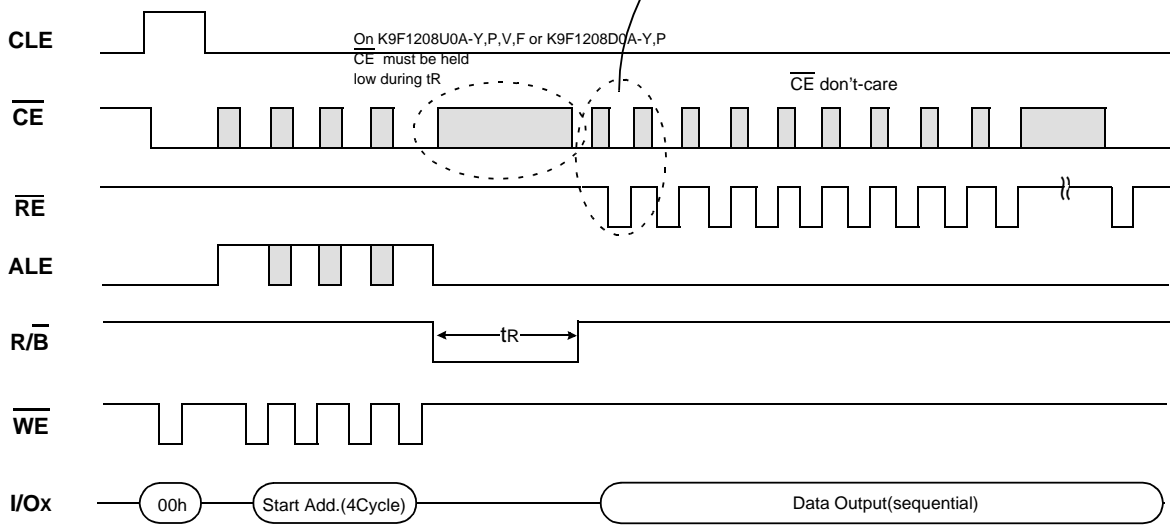 CLE
On K9F1208U0A-Y,P,V,F or K9F1208D0A-Y,P
CE must be held
low during tR
CE don't-care
CE
RE
ALE
R/B
tR
WE
I/Ox
00h
Start Add.(4Cycle)
Data Output(sequential)